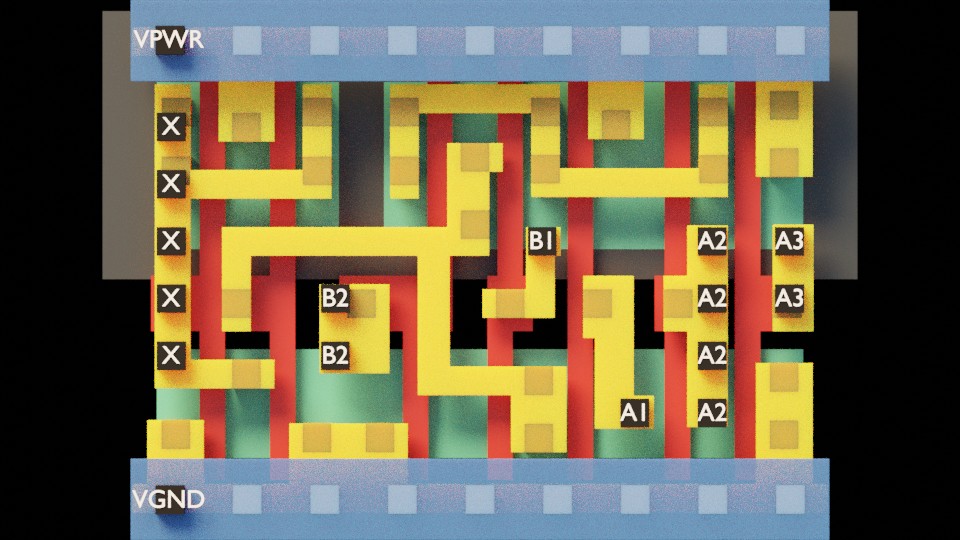 VPWR
X
X
X B1 A2 A3
X B2 A2 A3
X B2 A2
A1 A2
VGND